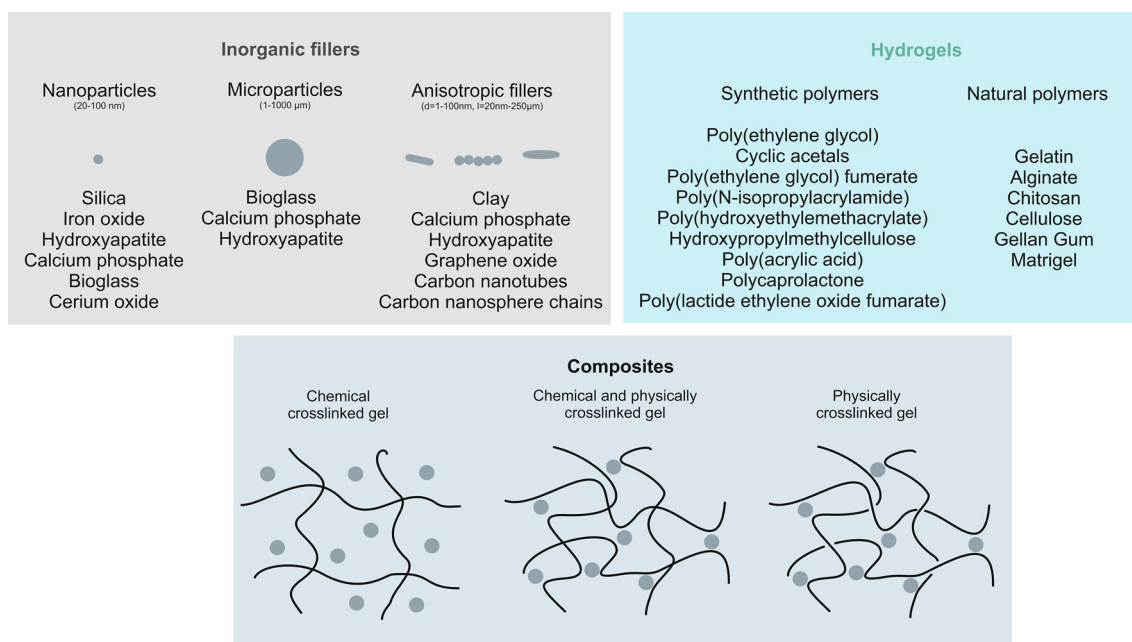 Inorganic fillers
Nanoparticles
(20-100 nm)
Silica
Iron oxide
Hydroxyapatite
Calcium phosphate
Bioglass
Cerium oxide
Microparticles
(1-1000 µm)
Bioglass
Calcium phosphate
Hydroxyapatite
Anisotropic fillers
(d=1-100nm, l=20nm-250µm)
Clay
Calcium phosphate
Hydroxyapatite
Graphene oxide
Carbon nanotubes
Carbon nanosphere chains
Hydrogels
Synthetic polymers
Poly(ethylene glycol)
Cyclic acetals
Poly(ethylene glycol) fumerate
Poly(N-isopropylacrylamide)
Poly(hydroxyethylemethacrylate)
Hydroxypropylmethylcellulose
Poly(acrylic acid)
Polycaprolactone
Poly(lactide ethylene oxide fumarate)
Natural polymers
Gelatin
Alginate
Chitosan
Cellulose
Gellan Gum
Matrigel
Composites
Chemical
crosslinked gel
Chemical and physically
crosslinked gel
Physically
crosslinked gel